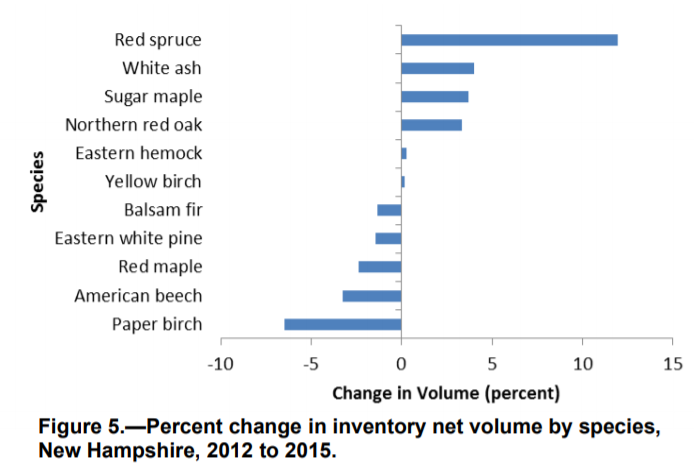 Red spruce
White ash
Sugar maple
Northern red oak
Eastern hemock
Yellow birch
Balsam fir
Eastern white pine
Red maple
American beech
Paper birch
Species
-10 -5 0 5 10 15
Change in Volume (percent)
Figure 5.—Percent change in inventory net volume by species,
New Hampshire, 2012 to 2015.